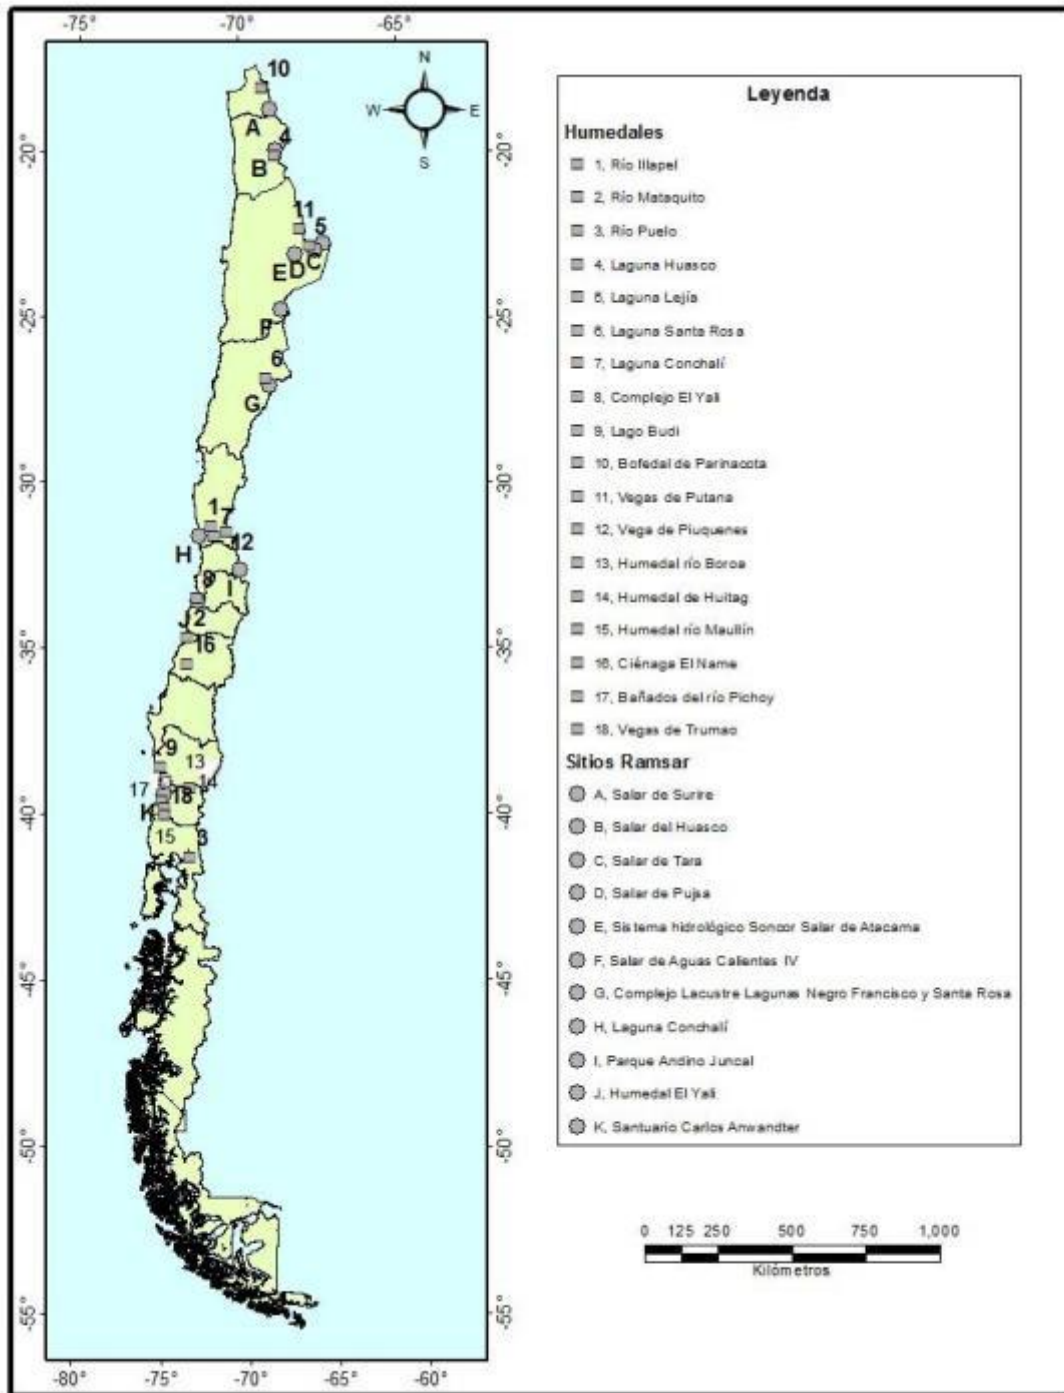 -75° -70° -65°
N
W E
S
10
A
4
B
11
5
C
D
E
F
6
G
1
7
H
12
8
I
J 2
16
9
13
17 14
18
K
15
3
-20° -20°
-25° -25°
-30° -30°
-35° -35°
-40° -40°
-45° -45°
-50° -50°
-55° -55°
-80° -75° -70° -65° -60°
Leyenda
Humedales
1, Río Illapel
2, Río Mataquito
3, Río Puelo
4, Laguna Huasco
5, Laguna Lejía
6, Laguna Santa Rosa
7, Laguna Conchalí
8, Complejo El Yali
9, Lago Budi
10, Bofedal de Parinacota
11, Vegas de Putana
12, Vega de Piuquenes
13, Humedal río Boroa
14, Humedal de Huitag
15, Humedal río Maullín
16, Ciénaga El Name
17, Bañados del río Pichoy
18, Vegas de Trumao
Sitios Ramsar
A, Salar de Surire
B, Salar del Huasco
C, Salar de Tara
D, Salar de Pujsa
E, Sistema hidrológico Soncor Salar de Atacama
F, Salar de Aguas Calientes IV
G, Complejo Lacustre Lagunas Negro Francisco y Santa Rosa
H, Laguna Conchalí
I, Parque Andino Juncal
J, Humedal El Yali
K, Santuario Carlos Anwandter
0 125 250 500 750 1,000
Kilómetros